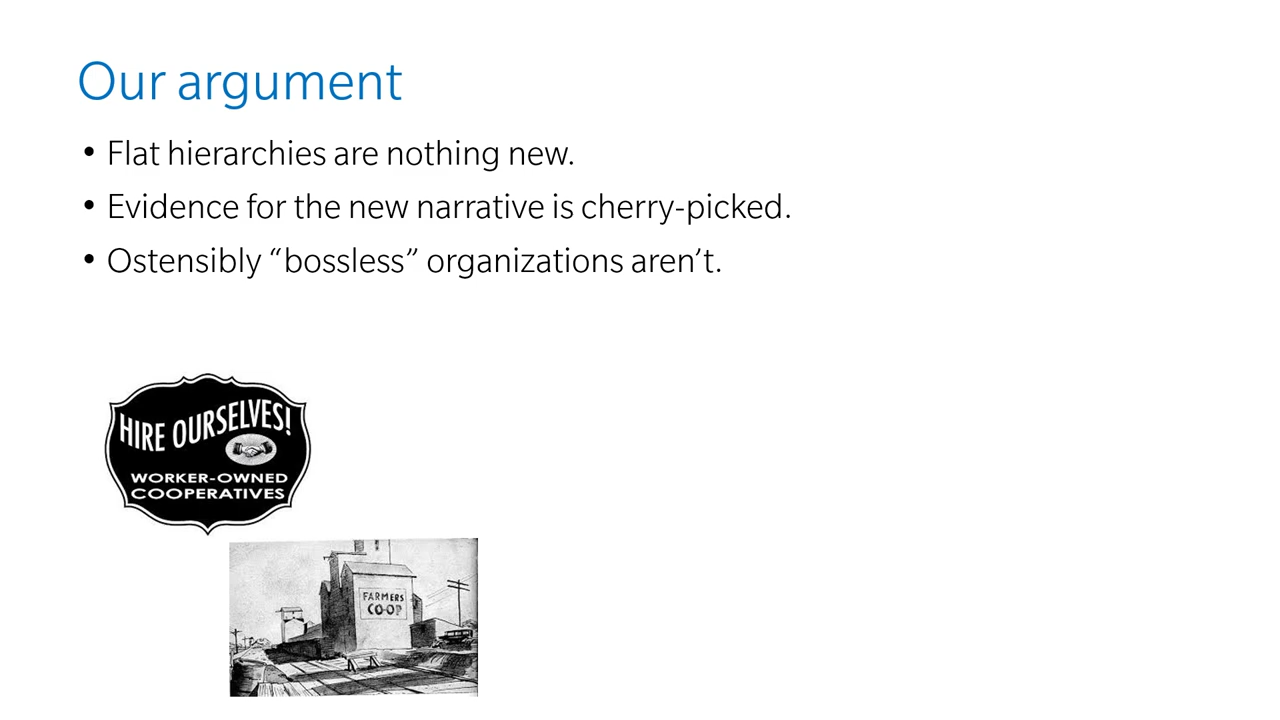 Our argument
• Flat hierarchies are nothing new.
• Evidence for the new narrative is cherry-picked.
• Ostensibly “bossless” organizations aren’t.
HIRE OURSELVES!
WORKER-OWNED
COOPERATIVES
FARMERS
CO-OP